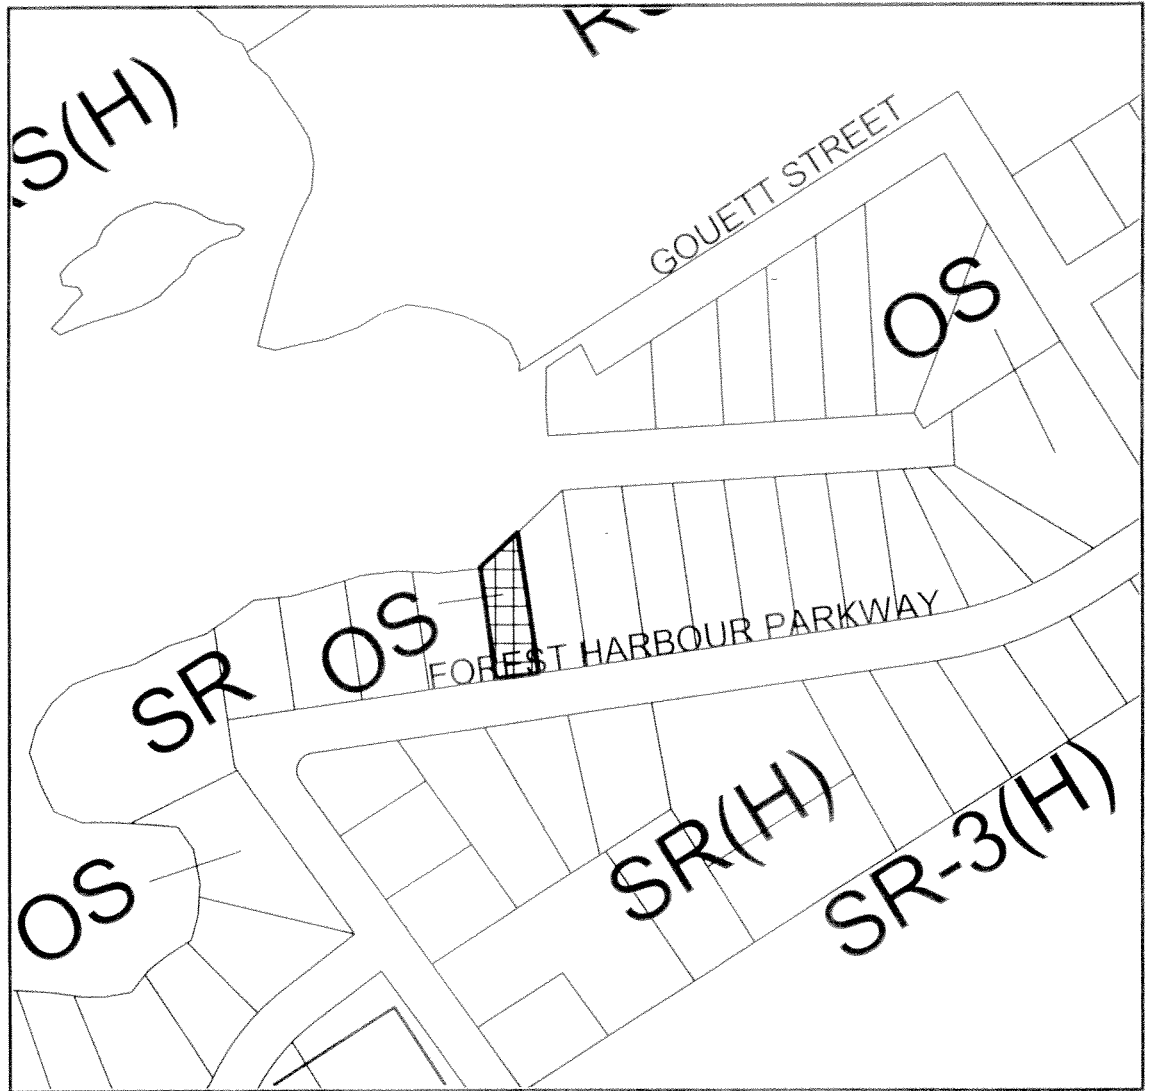 S(H)
GOUETT STREET
OS
OS
FOREST HARBOUR PARKWAY
SR
SR(H)
SR-3(H)
OS